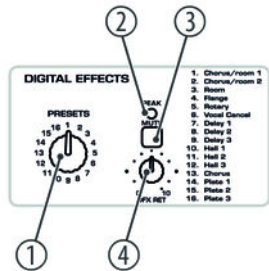 2
3
DIGITAL EFFECTS
PEAK
MUTE
PRESETS
16 1 2
15 3
14 4
13 5
12 6
11 7
10 9 8
0 10
DFX RET
1. Chorus/room 1
2. Chorus/room 2
3. Room
4. Flange
5. Rotary
6. Vocal Cancel
7. Delay 1
8. Delay 2
9. Delay 3
10. Hall 1
11. Hall 2
12. Hall 3
13. Chorus
14. Plate 1
15. Plate 2
16. Plate 3
1
4